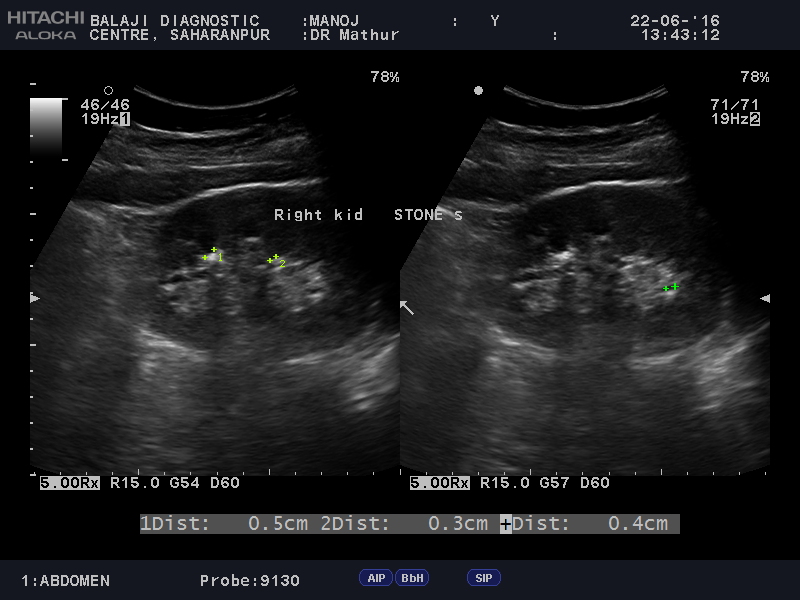 HITACHI BALAJI DIAGNOSTIC :MANOJ : Y 22-06-'16
ALOKA CENTRE, SAHARANPUR :DR Mathur : 13:43:12
78% 78%
46/46 71/71
19Hz1 19Hz2
Right kid STONE s
+1 +2
5.00Rx R15.0 G54 D60 5.00Rx R15.0 G57 D60
1Dist: 0.5cm 2Dist: 0.3cm +Dist: 0.4cm
1:ABDOMEN Probe:9130 AIP BbH SIP